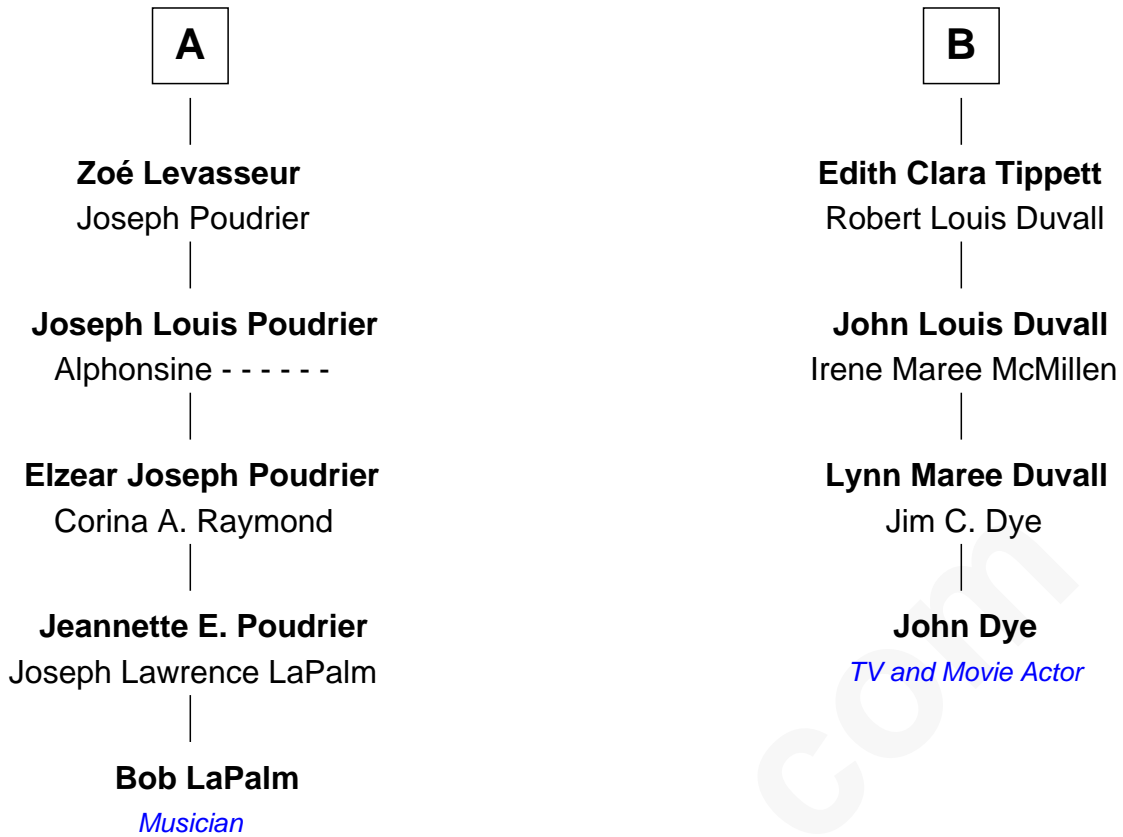 A
Zoé Levasseur
Joseph Poudrier
Joseph Louis Poudrier
Alphonsine - - - - - -
Elzear Joseph Poudrier
Corina A. Raymond
Jeannette E. Poudrier
Joseph Lawrence LaPalm
Bob LaPalm
Musician
B
Edith Clara Tippett
Robert Louis Duvall
John Louis Duvall
Irene Maree McMillen
Lynn Maree Duvall
Jim C. Dye
John Dye
TV and Movie Actor
com